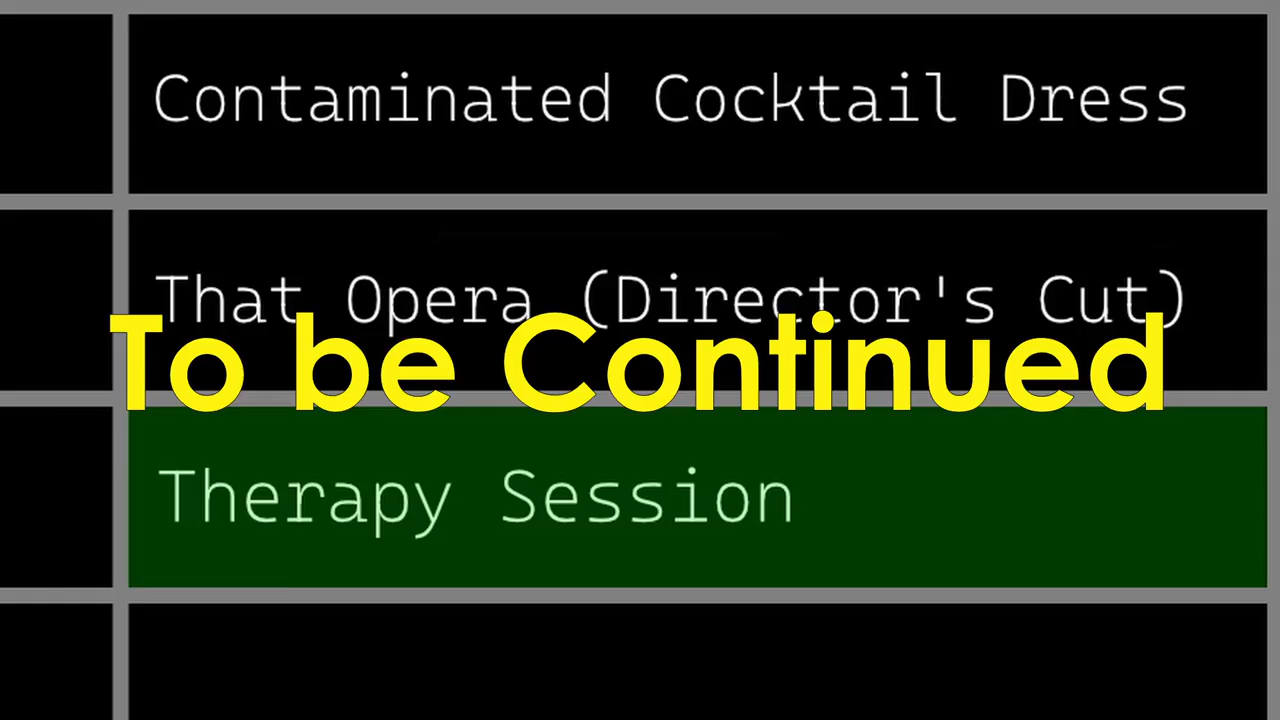 Contaminated Cocktail Dress
That Opera (Director's Cut)
To be Continued
Therapy Session